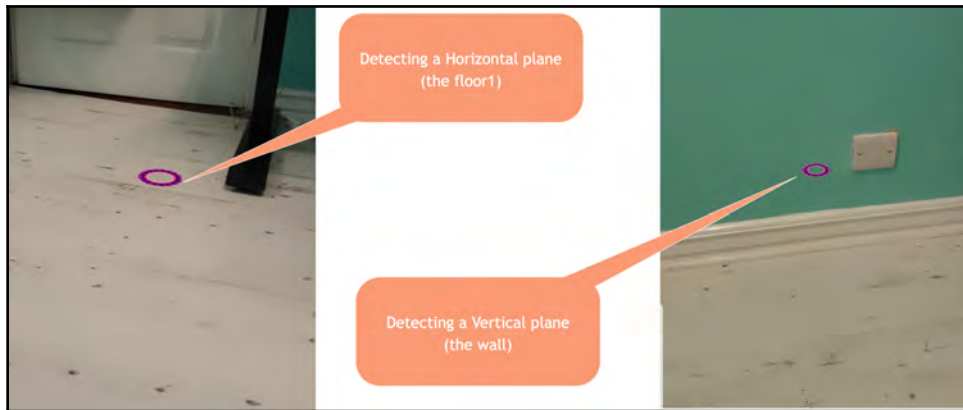 Detecting a Horizontal plane
(the floor1)
Detecting a Vertical plane
(the wall)